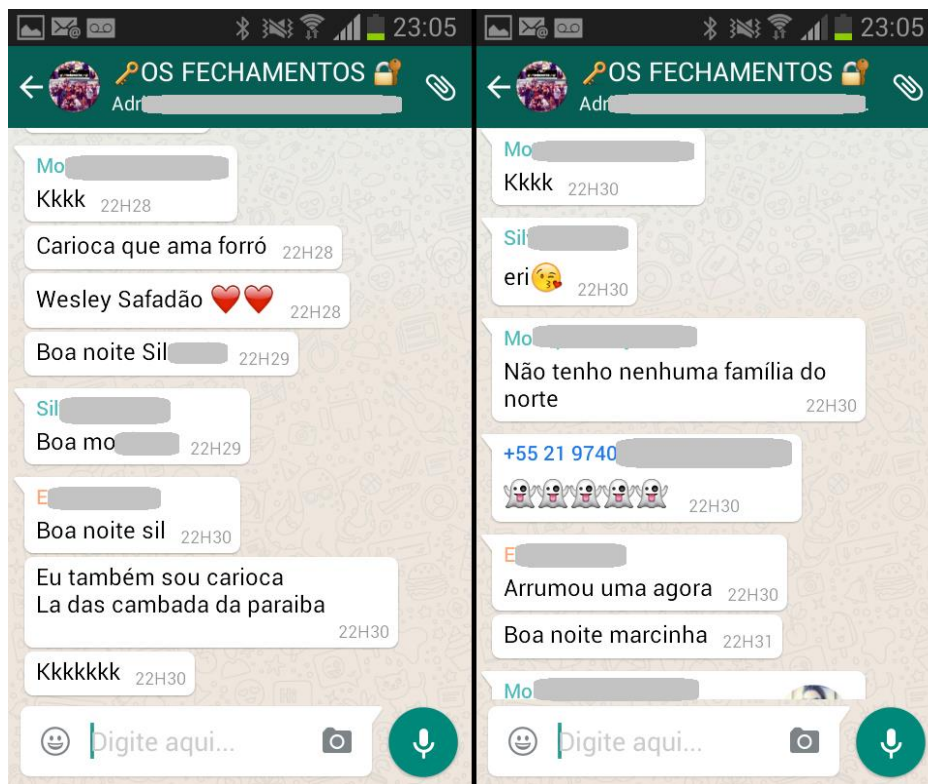 23:05
🔑OS FECHAMENTOS 🔐
Adr
Mo
Kkkk 22H28
Carioca que ama forró 22H28
Wesley Safadão ❤❤ 22H28
Boa noite Sil 22H29
Sil
Boa mo 22H29
E
Boa noite sil 22H30
Eu também sou carioca
La das cambada da paraiba
22H30
Kkkkkkk 22H30
Digite aqui...
23:05
🔑OS FECHAMENTOS 🔐
Adr
Mo
Kkkk 22H30
Sil
eri😘 22H30
Mo
Não tenho nenhuma família do
norte 22H30
+55 21 9740
👻👻👻👻👻 22H30
E
Arrumou uma agora 22H30
Boa noite marcinha 22H31
Mo
Digite aqui...